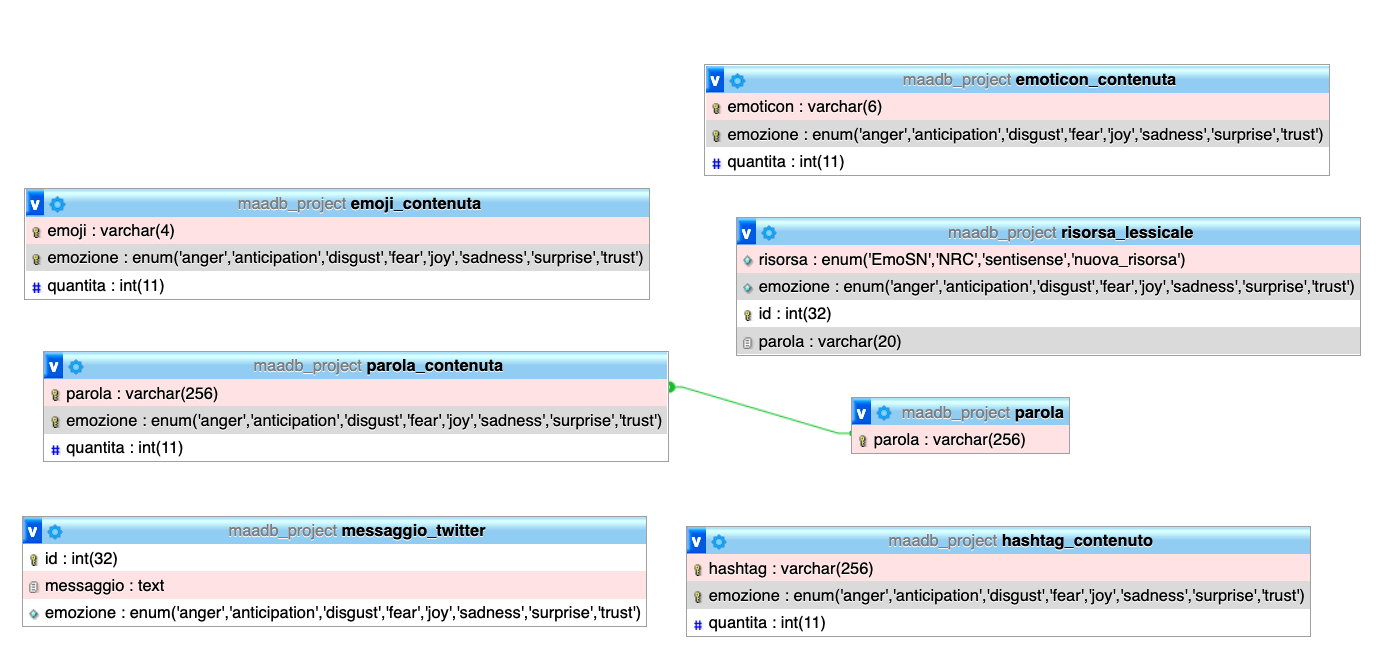 v maadb_project emoticon_contenuta
emoticon : varchar(6)
emozione : enum('anger','anticipation','disgust','fear','joy','sadness','surprise','trust')
# quantita : int(11)
v maadb_project emoji_contenuta
emoji : varchar(4)
emozione : enum('anger','anticipation','disgust','fear','joy','sadness','surprise','trust')
# quantita : int(11)
v maadb_project risorsa_lessicale
risorsa : enum('EmoSN','NRC','sentisense','nuova_risorsa')
emozione : enum('anger','anticipation','disgust','fear','joy','sadness','surprise','trust')
id : int(32)
parola : varchar(20)
v maadb_project parola_contenuta
parola : varchar(256)
emozione : enum('anger','anticipation','disgust','fear','joy','sadness','surprise','trust')
# quantita : int(11)
v maadb_project parola
parola : varchar(256)
v maadb_project messaggio_twitter
id : int(32)
messaggio : text
emozione : enum('anger','anticipation','disgust','fear','joy','sadness','surprise','trust')
v maadb_project hashtag_contenuto
hashtag : varchar(256)
emozione : enum('anger','anticipation','disgust','fear','joy','sadness','surprise','trust')
# quantita : int(11)